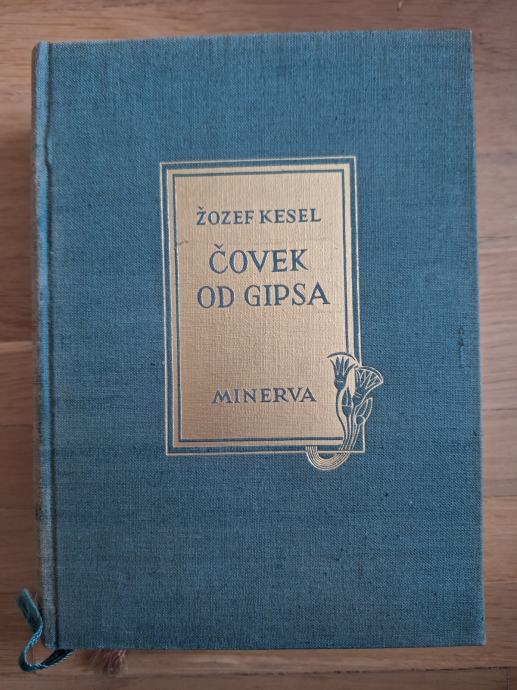 ŽOZEF KESEL
ČOVEK
OD GIPSA
MINERVA